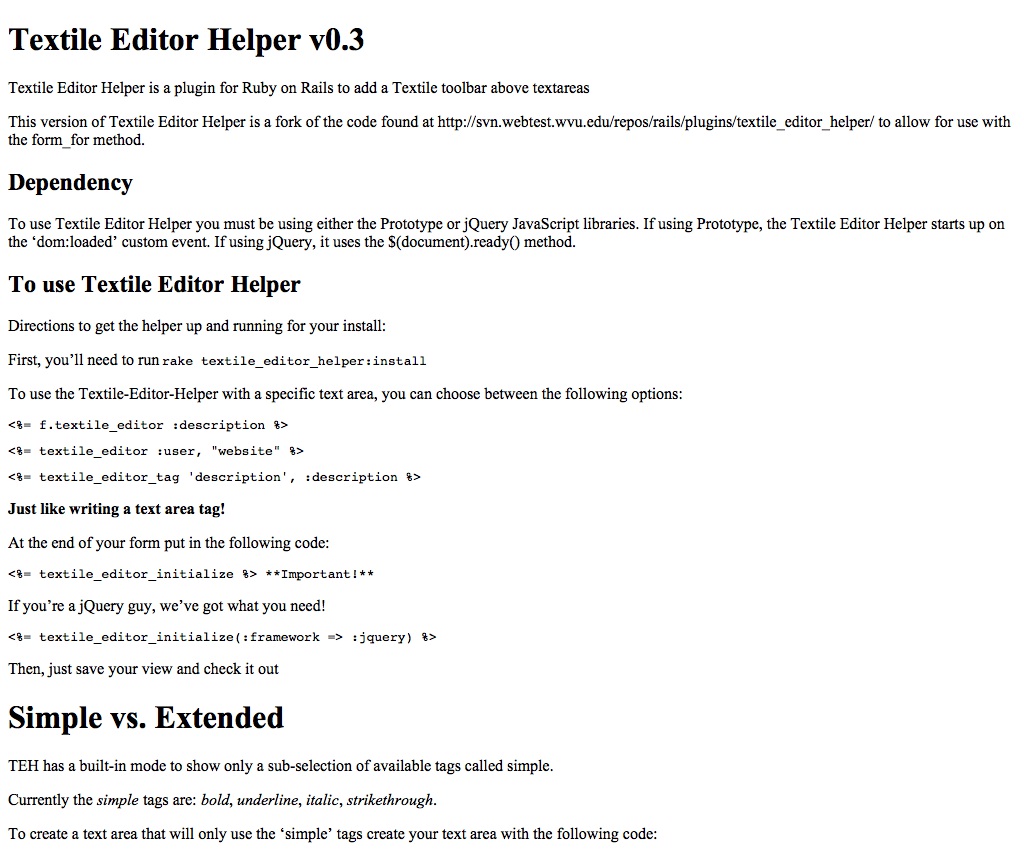 Textile Editor Helper v0.3
Textile Editor Helper is a plugin for Ruby on Rails to add a Textile toolbar above textareas
This version of Textile Editor Helper is a fork of the code found at http://svn.webtest.wvu.edu/repos/rails/plugins/textile_editor_helper/ to allow for use with
the form_for method.
Dependency
To use Textile Editor Helper you must be using either the Prototype or jQuery JavaScript libraries. If using Prototype, the Textile Editor Helper starts up on
the ‘dom:loaded’ custom event. If using jQuery, it uses the $(document).ready() method.
To use Textile Editor Helper
Directions to get the helper up and running for your install:
First, you’ll need to run rake textile_editor_helper:install
To use the Textile-Editor-Helper with a specific text area, you can choose between the following options:
<%= f.textile_editor :description %>
<%= textile_editor :user, "website" %>
<%= textile_editor_tag 'description', :description %>
Just like writing a text area tag!
At the end of your form put in the following code:
<%= textile_editor_initialize %> **Important!**
If you’re a jQuery guy, we’ve got what you need!
<%= textile_editor_initialize(:framework => :jquery) %>
Then, just save your view and check it out
Simple vs. Extended
TEH has a built-in mode to show only a sub-selection of available tags called simple.
Currently the simple tags are: bold, underline, italic, strikethrough.
To create a text area that will only use the ‘simple’ tags create your text area with the following code: